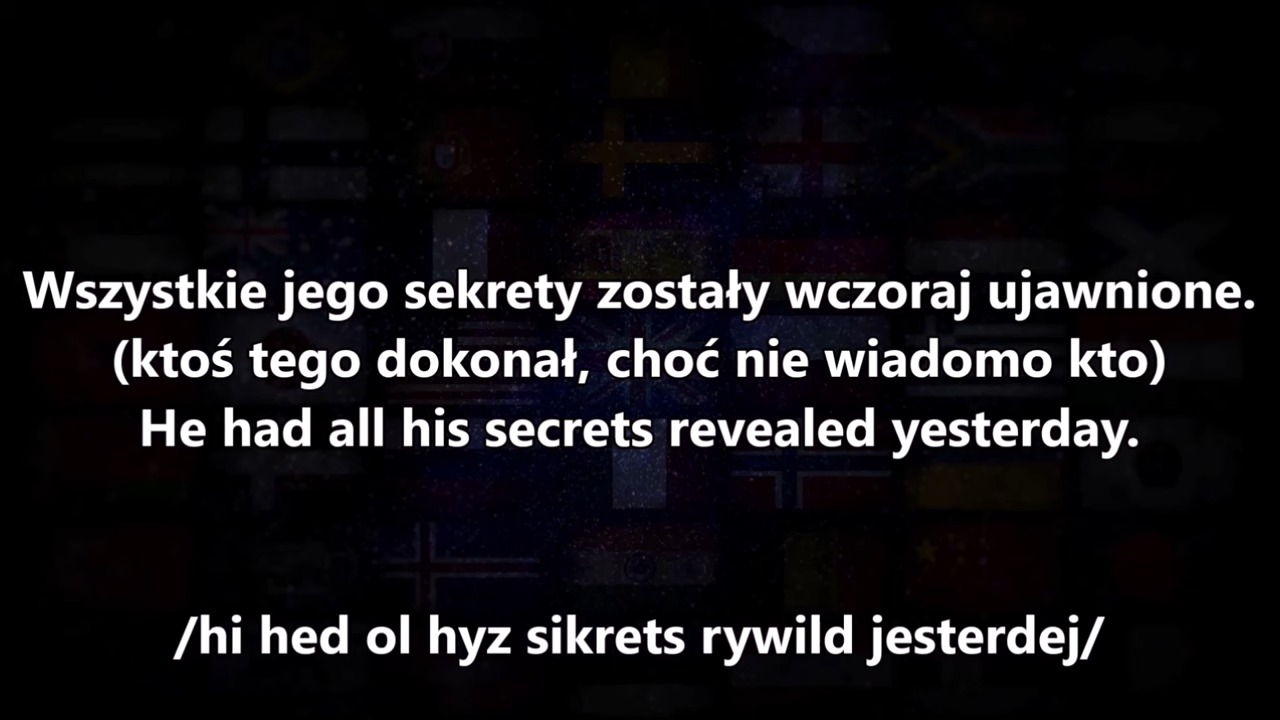 Wszystkie jego sekrety zostały wczoraj ujawnione.
(ktoś tego dokonał, choć nie wiadomo kto)
He had all his secrets revealed yesterday.
/hi hed ol hyz sikrets rywild jesterdej/